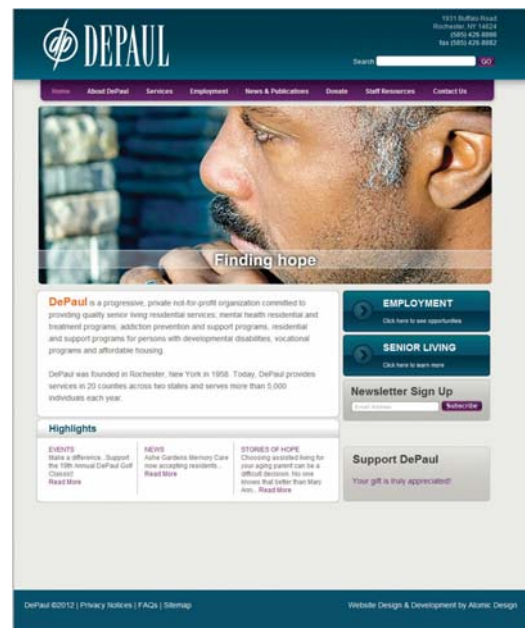 dp DEPAUL
1931 Buffalo Road
Rochester, NY 14624
(585) 426-8000
fax (585) 426-8882
Search GO
Home About DePaul Services Employment News & Publications Donate Staff Resources Contact Us
Finding hope
DePaul is a progressive, private not-for-profit organization committed to
providing quality senior living residential services, mental health residential and
treatment programs, addiction prevention and support programs, residential
and support programs for persons with developmental disabilities, vocational
programs and affordable housing.
DePaul was founded in Rochester, New York in 1958. Today, DePaul provides
services in 20 counties across two states and serves more than 5,000
individuals each year.
EMPLOYMENT
Click here to see opportunities
SENIOR LIVING
Click here to learn more
Newsletter Sign Up
Email Address Subscribe
Highlights
EVENTS
Make a difference...Support
the 19th Annual DePaul Golf
Classic!
Read More
NEWS
Ashe Gardens Memory Care
now accepting residents...
Read More
STORIES OF HOPE
Choosing assisted living for
your aging parent can be a
difficult decision. No one
knows that better than Mary
Ann... Read More
Support DePaul
Your gift is truly appreciated!
DePaul ©2012 | Privacy Notices | FAQs | Sitemap
Website Design & Development by Atomic Design